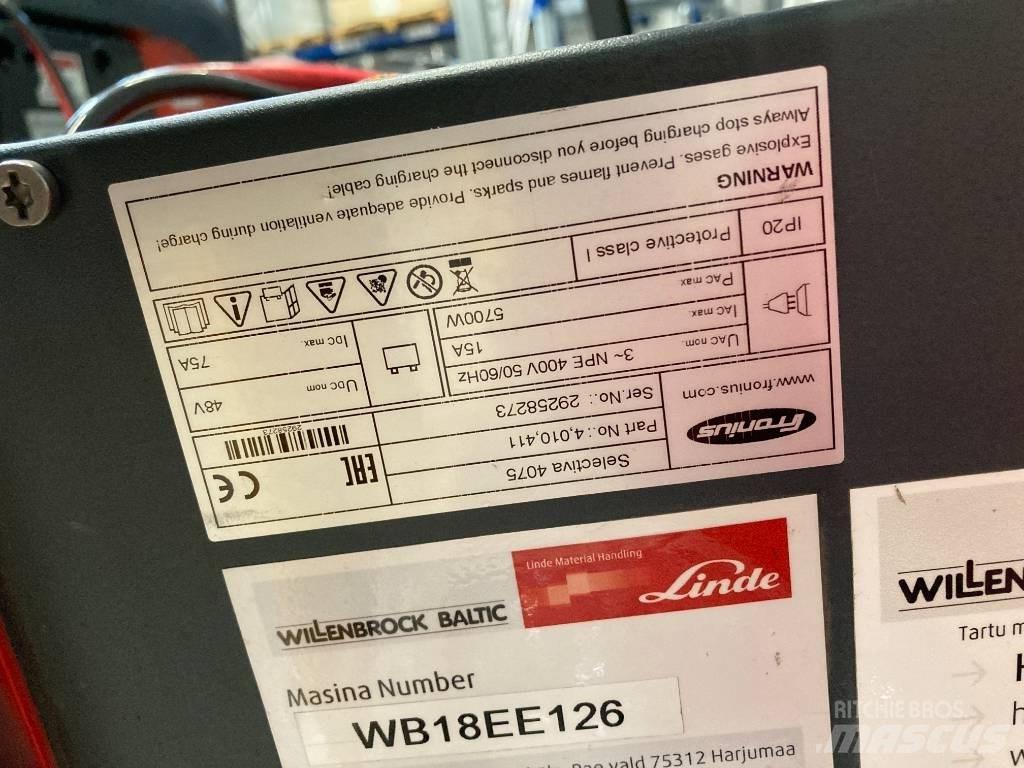 fronius
www.fronius.com
Selectiva 4075
Part No.: 4,010,411
Ser.No.: 29258273
EAC
CE
29258273
UAC nom.
3~ NPE 400V 50/60Hz
IAC max.
15A
PAC max
5700W
UDC nom
48V
IDC max.
75A
IP20
Protective class I
WARNING
Explosive gases. Prevent flames and sparks. Provide adequate ventilation during charge!
Always stop charging before you disconnect the charging cable!
Linde Material Handling
Linde
WILLENBROCK BALTIC
Masina Number
WB18EE126
vald 75312 Harjumaa
WILLEN
Tartu m
H
h
w
RITCHIE BROS.
MASCUS